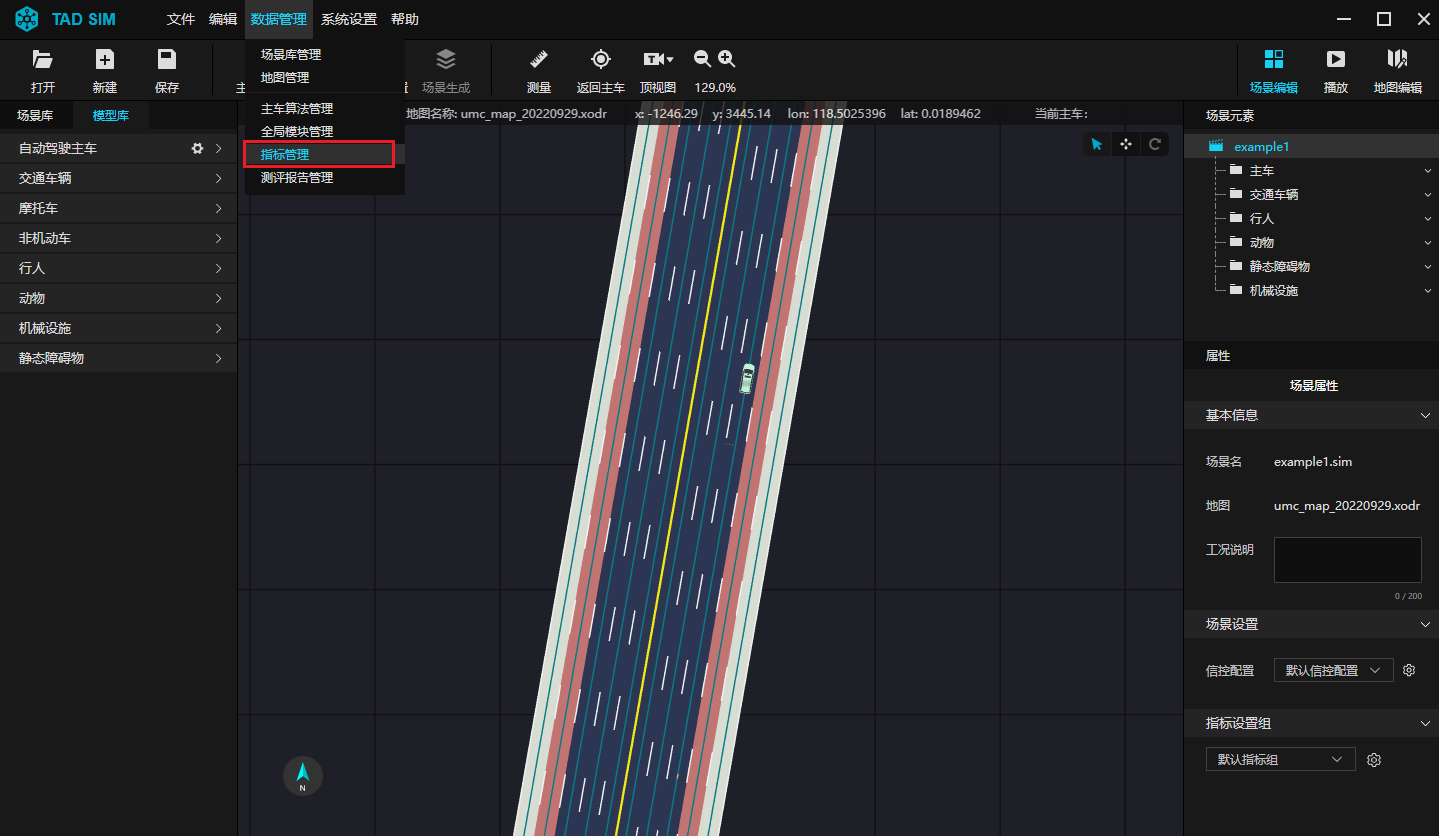 TAD SIM
文件 编辑 数据管理 系统设置 帮助
场景库管理
地图管理
主车算法管理
全局模块管理
指标管理
测评报告管理
打开 新建 保存 主 置 场景生成 测量 返回主车 顶视图 129.0% 场景编辑 播放 地图编辑
场景库 模型库
自动驾驶主车
交通车辆
摩托车
非机动车
行人
动物
机械设施
静态障碍物
地图名称: umc_map_20220929.xodr x: -1246.29 y: 3445.14 lon: 118.5025396 lat: 0.0189462 当前主车:
N
场景元素
example1
主车
交通车辆
行人
动物
静态障碍物
机械设施
属性
场景属性
基本信息
场景名 example1.sim
地图 umc_map_20220929.xodr
工况说明
0 / 200
场景设置
信控配置 默认信控配置
指标设置组
默认指标组